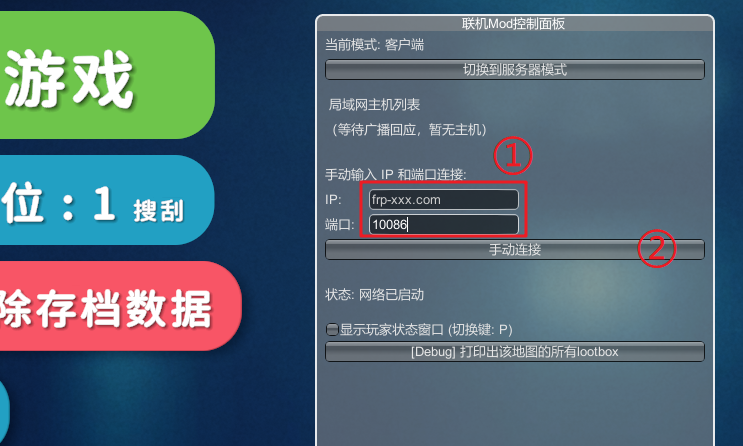 游戏
位：1 搜刮
除存档数据
联机Mod控制面板
当前模式: 客户端
切换到服务器模式
局域网主机列表
（等待广播回应，暂无主机）
①
手动输入 IP 和端口连接:
IP: frp-xxx.com
端口: 10086
手动连接 ②
状态: 网络已启动
显示玩家状态窗口 (切换键: P)
[Debug] 打印出该地图的所有lootbox